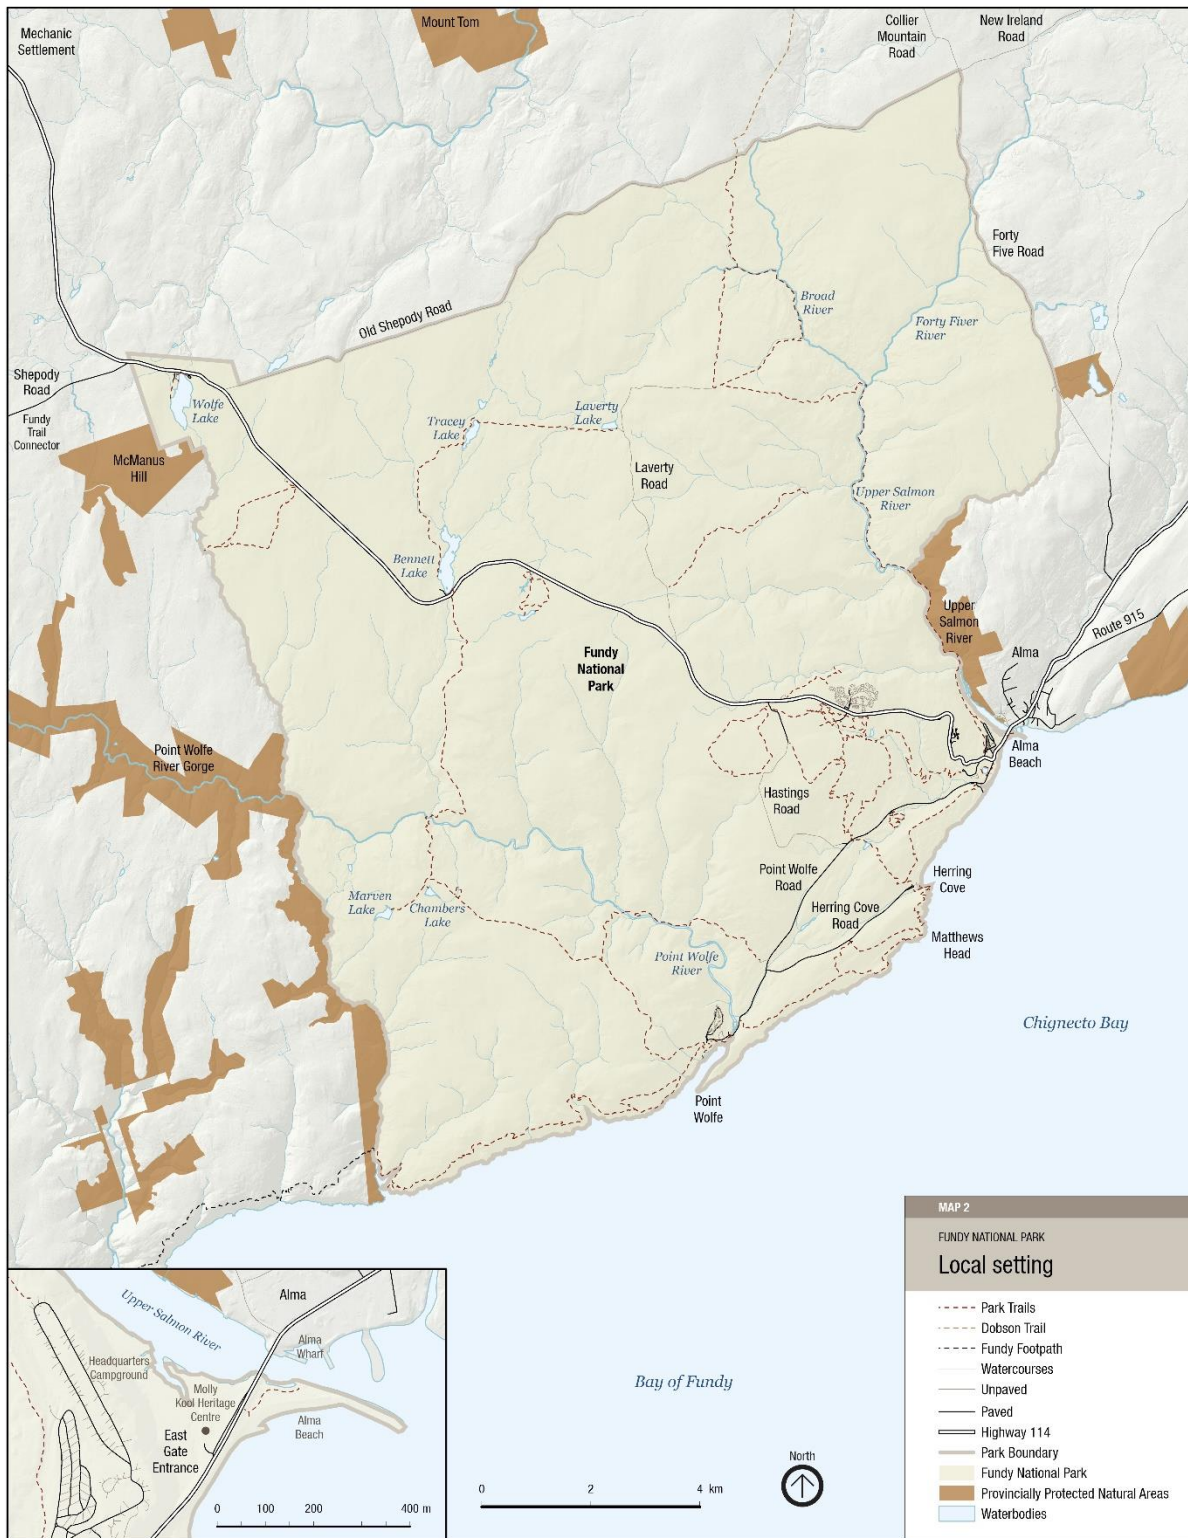 Mechanic
Settlement
Mount Tom
Collier
Mountain
Road
New Ireland
Road
Forty
Five Road
Old Shepody Road
Broad
River
Forty Fiver
River
Shepody
Road
Fundy
Trail
Connector
Wolfe
Lake
McManus
Hill
Tracey
Lake
Laverty
Lake
Laverty
Road
Upper Salmon
River
Bennett
Lake
Upper
Salmon
River
Route 915
Alma
Fundy
National
Park
Point Wolfe
River Gorge
Alma
Beach
Hastings
Road
Point Wolfe
Road
Herring
Cove
Herring Cove
Road
Marven
Lake
Chambers
Lake
Matthews
Head
Point Wolfe
River
Chignecto Bay
Point
Wolfe
Bay of Fundy
North
0 2 4 km
Upper Salmon River
Alma
Alma
Wharf
Headquarters
Campground
Molly
Kool Heritage
Centre
Alma
Beach
East
Gate
Entrance
0 100 200 400 m
MAP 2
FUNDY NATIONAL PARK
Local setting
Park Trails
Dobson Trail
Fundy Footpath
Watercourses
Unpaved
Paved
Highway 114
Park Boundary
Fundy National Park
Provincially Protected Natural Areas
Waterbodies